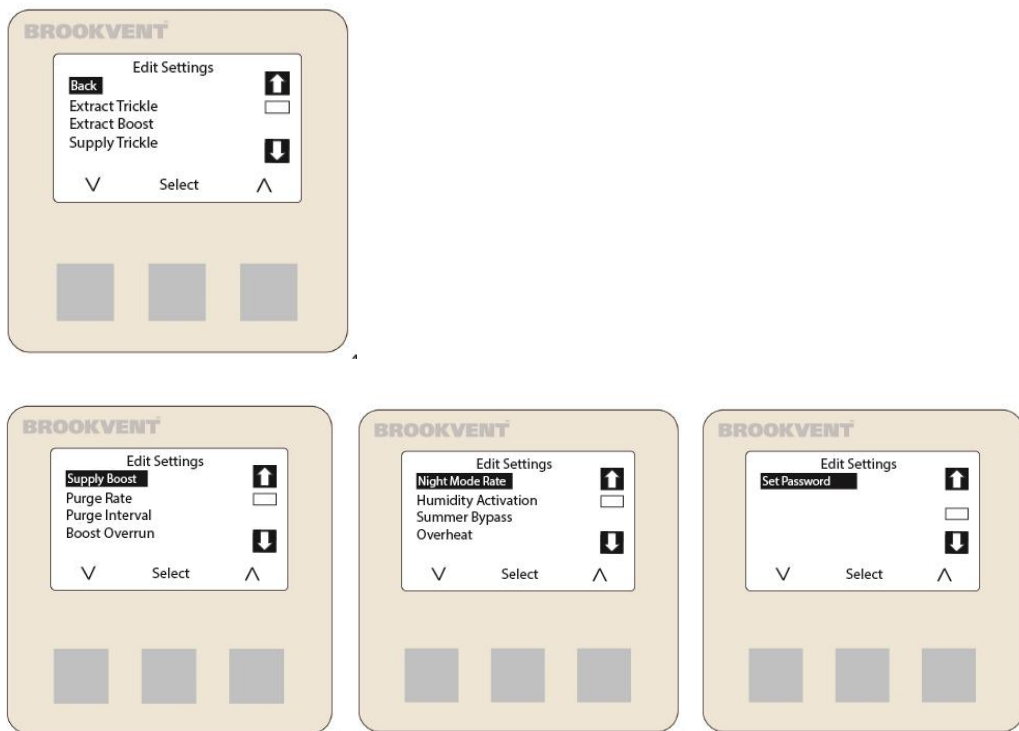 BROOKVENT
Edit Settings
Back
Extract Trickle
Extract Boost
Supply Trickle
V Select Λ
BROOKVENT
Edit Settings
Supply Boost
Purge Rate
Purge Interval
Boost Overrun
V Select Λ
BROOKVENT
Edit Settings
Night Mode Rate
Humidity Activation
Summer Bypass
Overheat
V Select Λ
BROOKVENT
Edit Settings
Set Password
V Select Λ